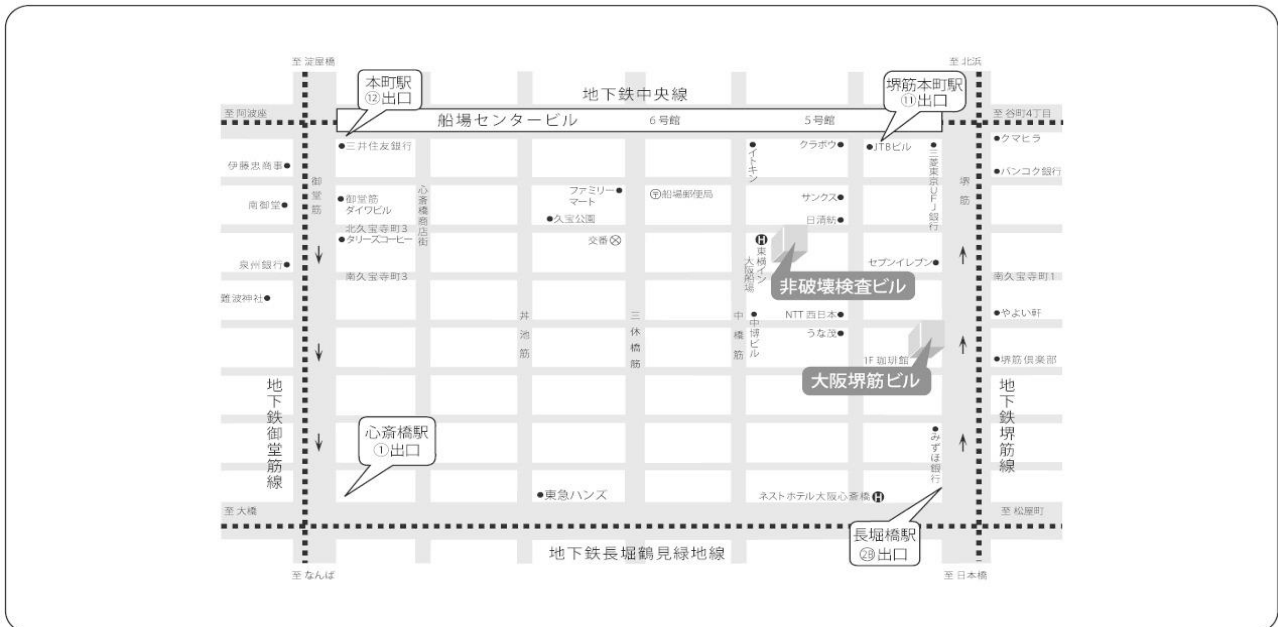 至 淀屋橋
至 北浜
本町駅
⑫出口
地下鉄中央線
堺筋本町駅
⑪出口
至 阿波座
船場センタービル
6号館
5号館
至 谷町4丁目
●三井住友銀行
●イトキン
クラボウ●
●JTBビル
●三菱東京UFJ銀行
●クマヒラ
伊藤忠商事●
●バンコク銀行
御堂筋
心斎橋商店街
堺筋
南御堂●
●御堂筋
ダイワビル
ファミリー●
マート
〒船場郵便局
サンクス●
●久宝公園
日清紡●
北久宝寺町3
●タリーズコーヒー
交番⊗
H東横イン
大阪船場
泉州銀行●
セブンイレブン●
南久宝寺町3
南久宝寺町1
非破壊検査ビル
難波神社●
丼池筋
三休橋筋
中橋筋
●中博ビル
NTT 西日本●
●やよい軒
うな茂●
1F 珈琲館
●堺筋倶楽部
大阪堺筋ビル
地下鉄御堂筋線
地下鉄堺筋線
心斎橋駅
①出口
●みずほ銀行
●東急ハンズ
ネストホテル大阪心斎橋H
至 大橋
至 松屋町
長堀橋駅
2B出口
地下鉄長堀鶴見緑地線
至 なんば
至 日本橋